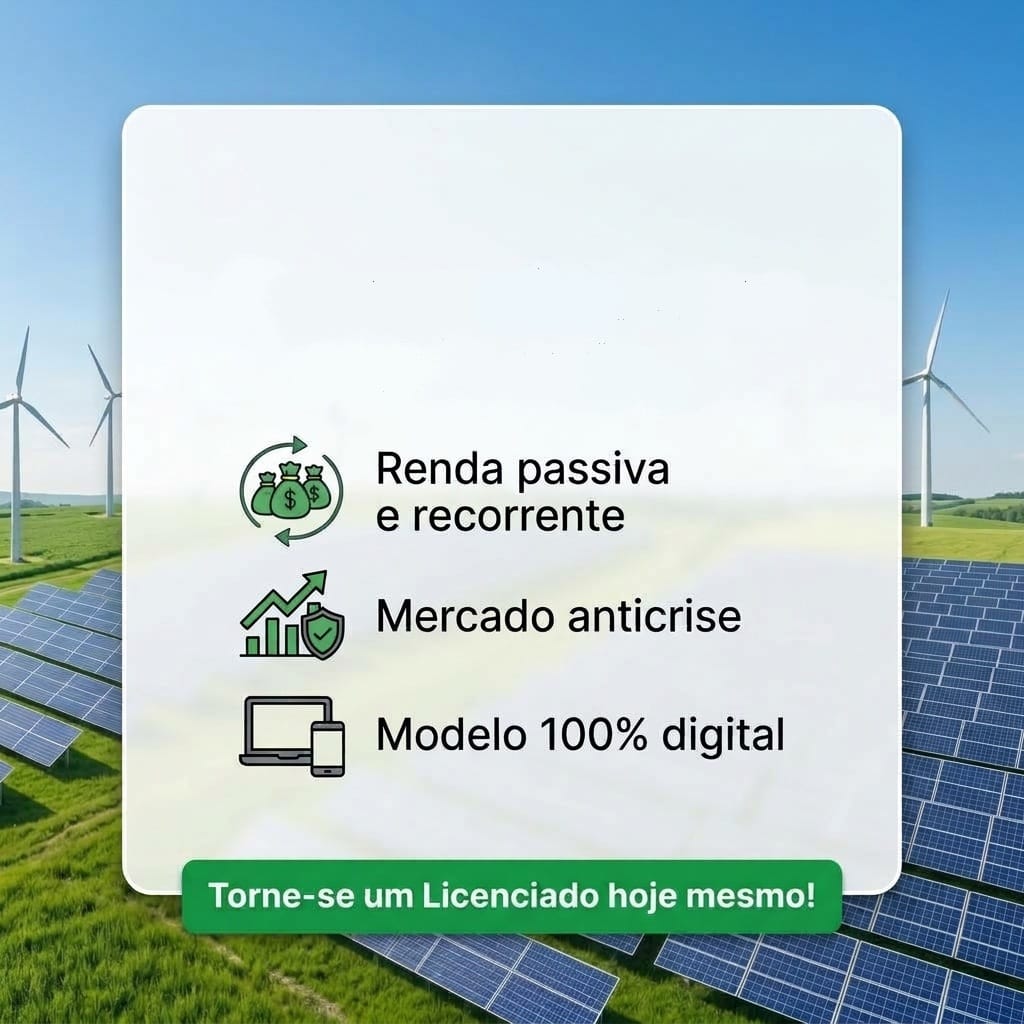 Renda passiva
e recorrente
Mercado anticrise
Modelo 100% digital
Torne-se um Licenciado hoje mesmo!